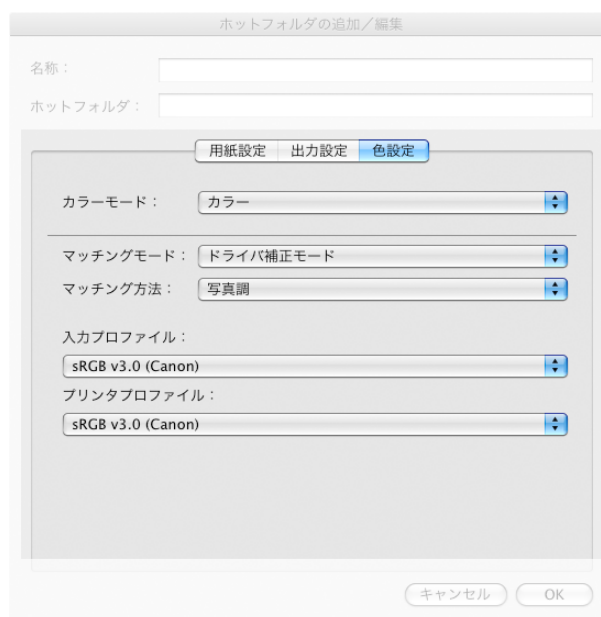 ホットフォルダの追加／編集
名称：
ホットフォルダ：
用紙設定 出力設定 色設定
カラーモード： カラー
マッチングモード： ドライバ補正モード
マッチング方法： 写真調
入力プロファイル：
sRGB v3.0 (Canon)
プリンタプロファイル：
sRGB v3.0 (Canon)
キャンセル OK